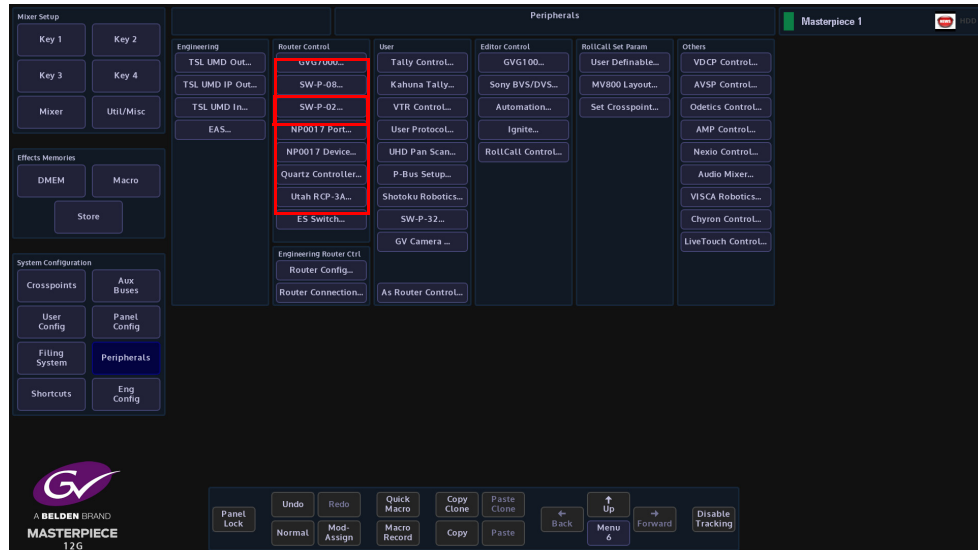 Mixer Setup
Key 1
Key 2
Key 3
Key 4
Mixer
Util/Misc
Effects Memories
DMEM
Macro
Store
System Configuration
Crosspoints
Aux
Buses
User
Config
Panel
Config
Filing
System
Peripherals
Shortcuts
Eng
Config
GV
A BELDEN BRAND
MASTERPIECE
12G
Peripherals
Engineering
TSL UMD Out...
TSL UMD IP Out...
TSL UMD In...
EAS...
Router Control
GVG7000...
SW-P-08...
SW-P-02...
NP0017 Port...
NP0017 Device...
Quartz Controller...
Utah RCP-3A...
ES Switch...
Engineering Router Ctrl
Router Config...
Router Connection...
User
Tally Control...
Kahuna Tally...
VTR Control...
User Protocol...
UHD Pan Scan...
P-Bus Setup...
Shotoku Robotics...
SW-P-32...
GV Camera ...
As Router Control...
Editor Control
GVG100...
Sony BVS/DVS...
Automation...
Ignite...
RollCall Control...
RollCall Set Param
User Definable...
MV800 Layout...
Set Crosspoint...
Others
VDCP Control...
AVSP Control...
Odetics Control...
AMP Control...
Nexio Control...
Audio Mixer...
VISCA Robotics...
Chyron Control...
LiveTouch Control...
Masterpiece 1
NEWS
HDD
Panel
Lock
Undo
Redo
Normal
Mod-
Assign
Quick
Macro
Macro
Record
Copy
Clone
Paste
Clone
Copy
Paste
← Back
↑
Up
Menu
6
→ Forward
Disable
Tracking